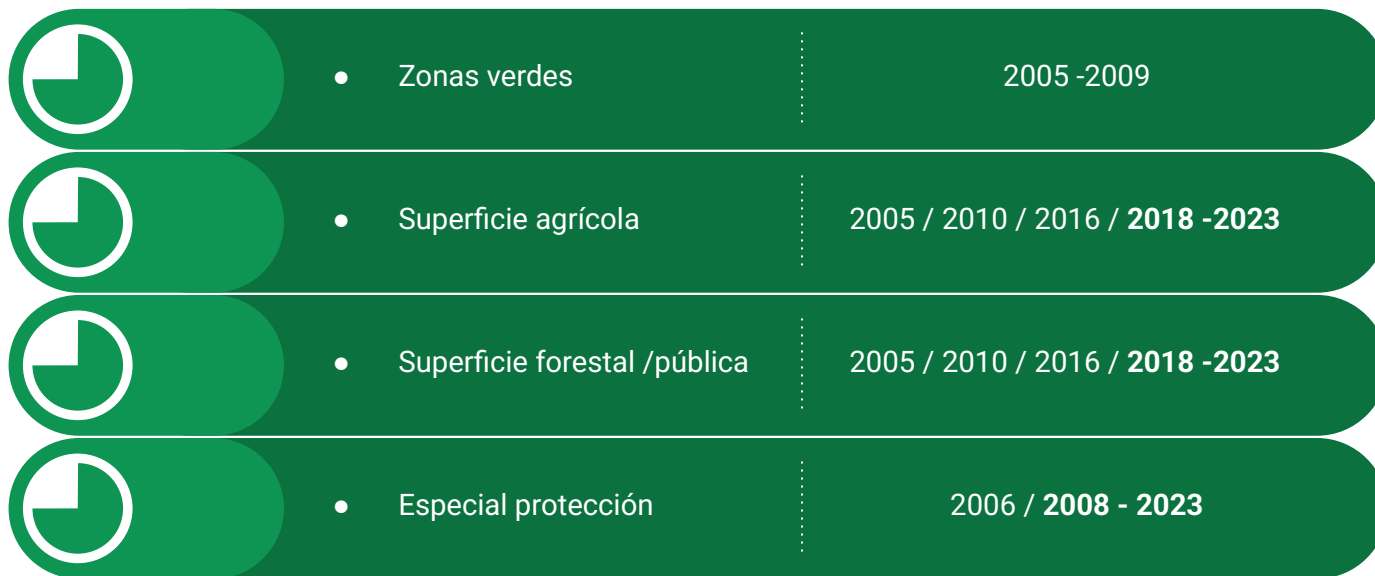 ● Zonas verdes 2005 -2009
● Superficie agrícola 2005 / 2010 / 2016 / 2018 -2023
● Superficie forestal /pública 2005 / 2010 / 2016 / 2018 -2023
● Especial protección 2006 / 2008 - 2023